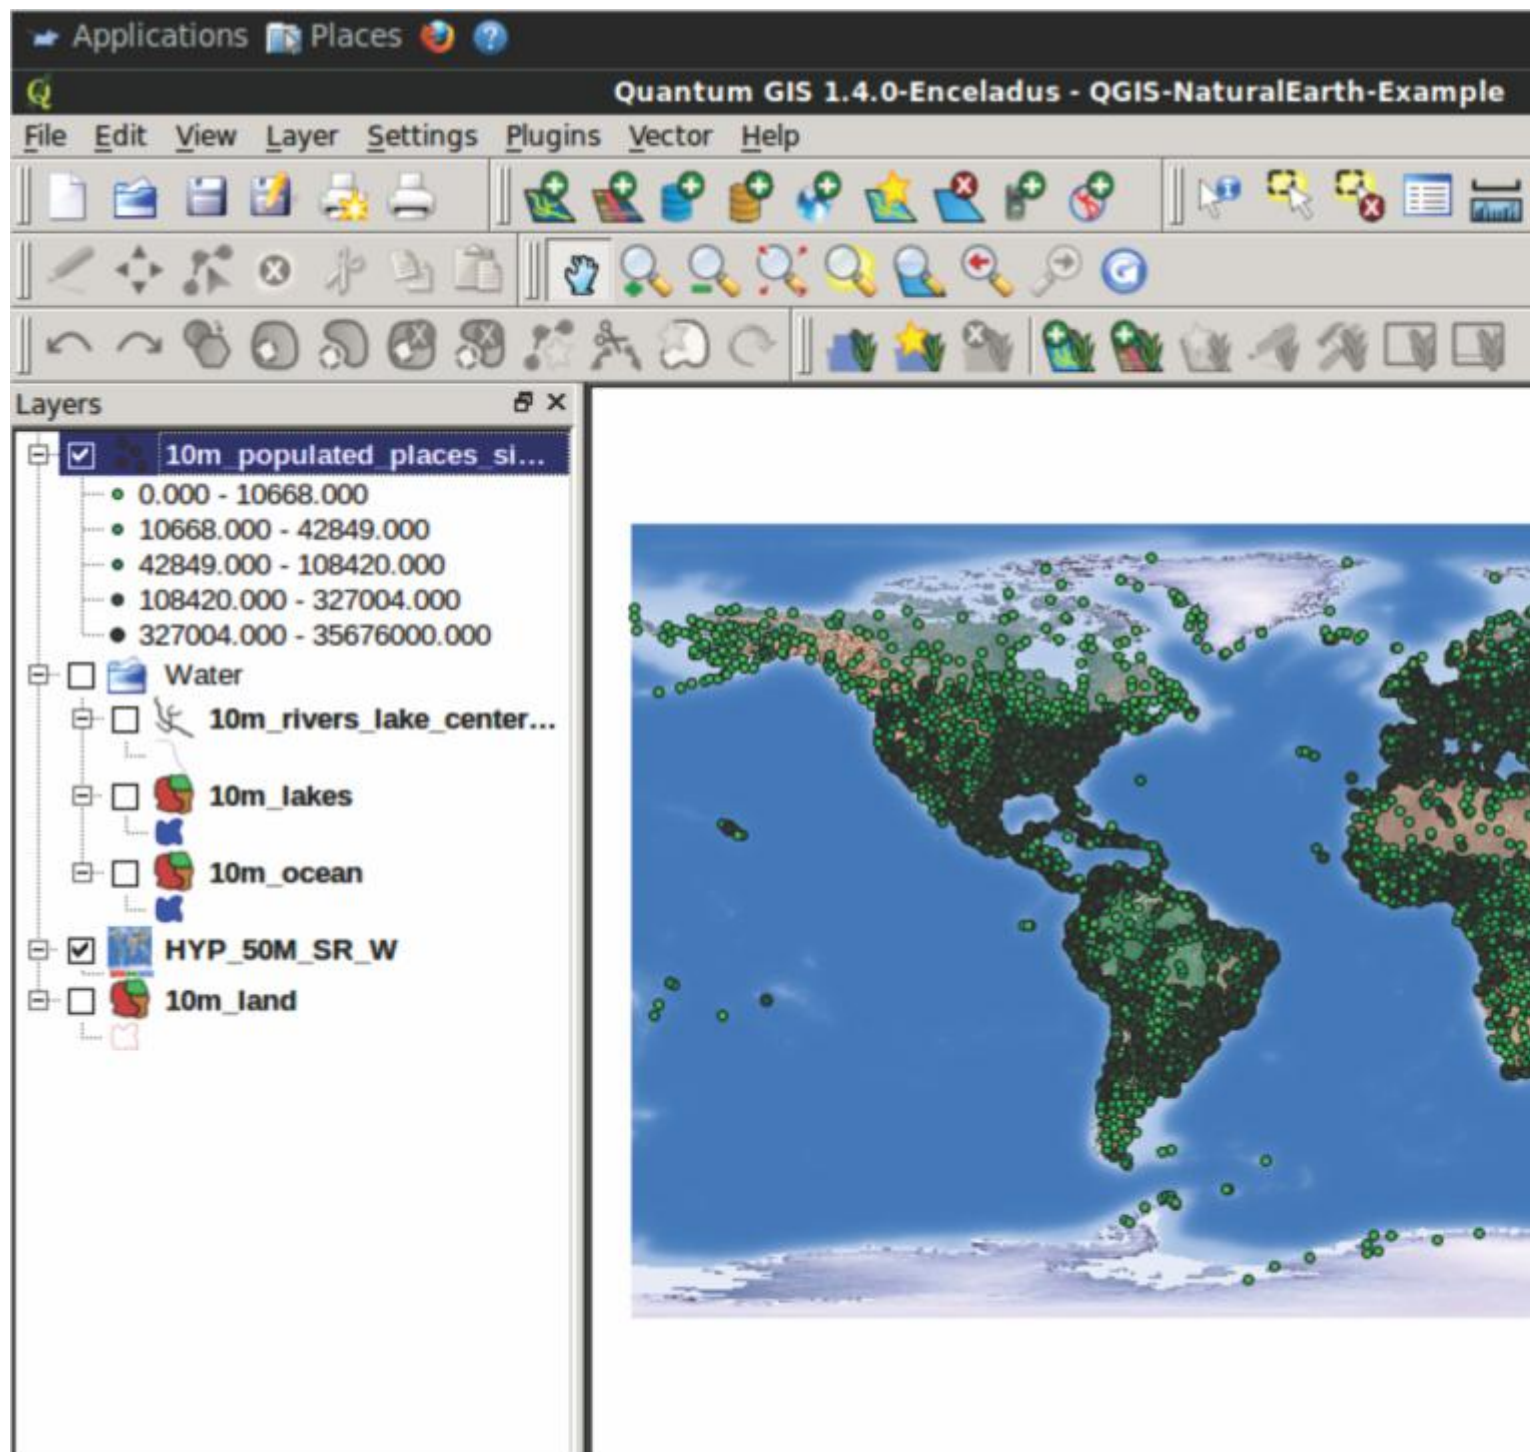 Applications Places
Quantum GIS 1.4.0-Enceladus - QGIS-NaturalEarth-Example
File Edit View Layer Settings Plugins Vector Help
Layers
10m_populated_places_si...
0.000 - 10668.000
10668.000 - 42849.000
42849.000 - 108420.000
108420.000 - 327004.000
327004.000 - 35676000.000
Water
10m_rivers_lake_center...
10m_lakes
10m_ocean
HYP_50M_SR_W
10m_land